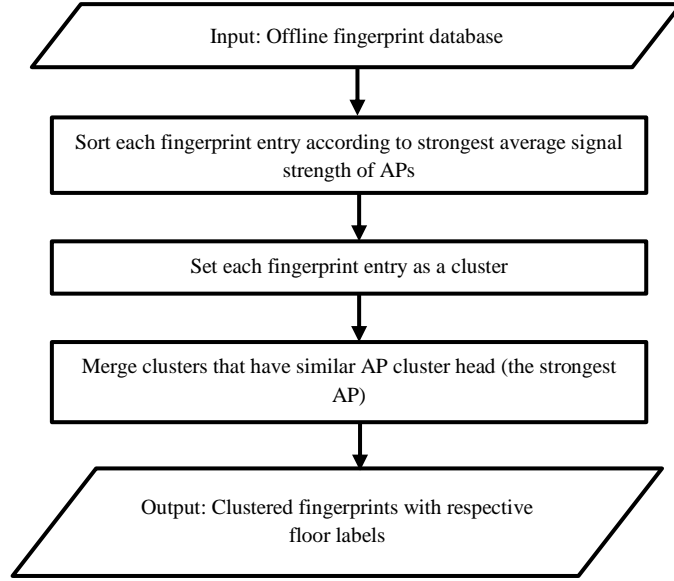 Input: Offline fingerprint database
Sort each fingerprint entry according to strongest average signal
strength of APs
Set each fingerprint entry as a cluster
Merge clusters that have similar AP cluster head (the strongest
AP)
Output: Clustered fingerprints with respective
floor labels